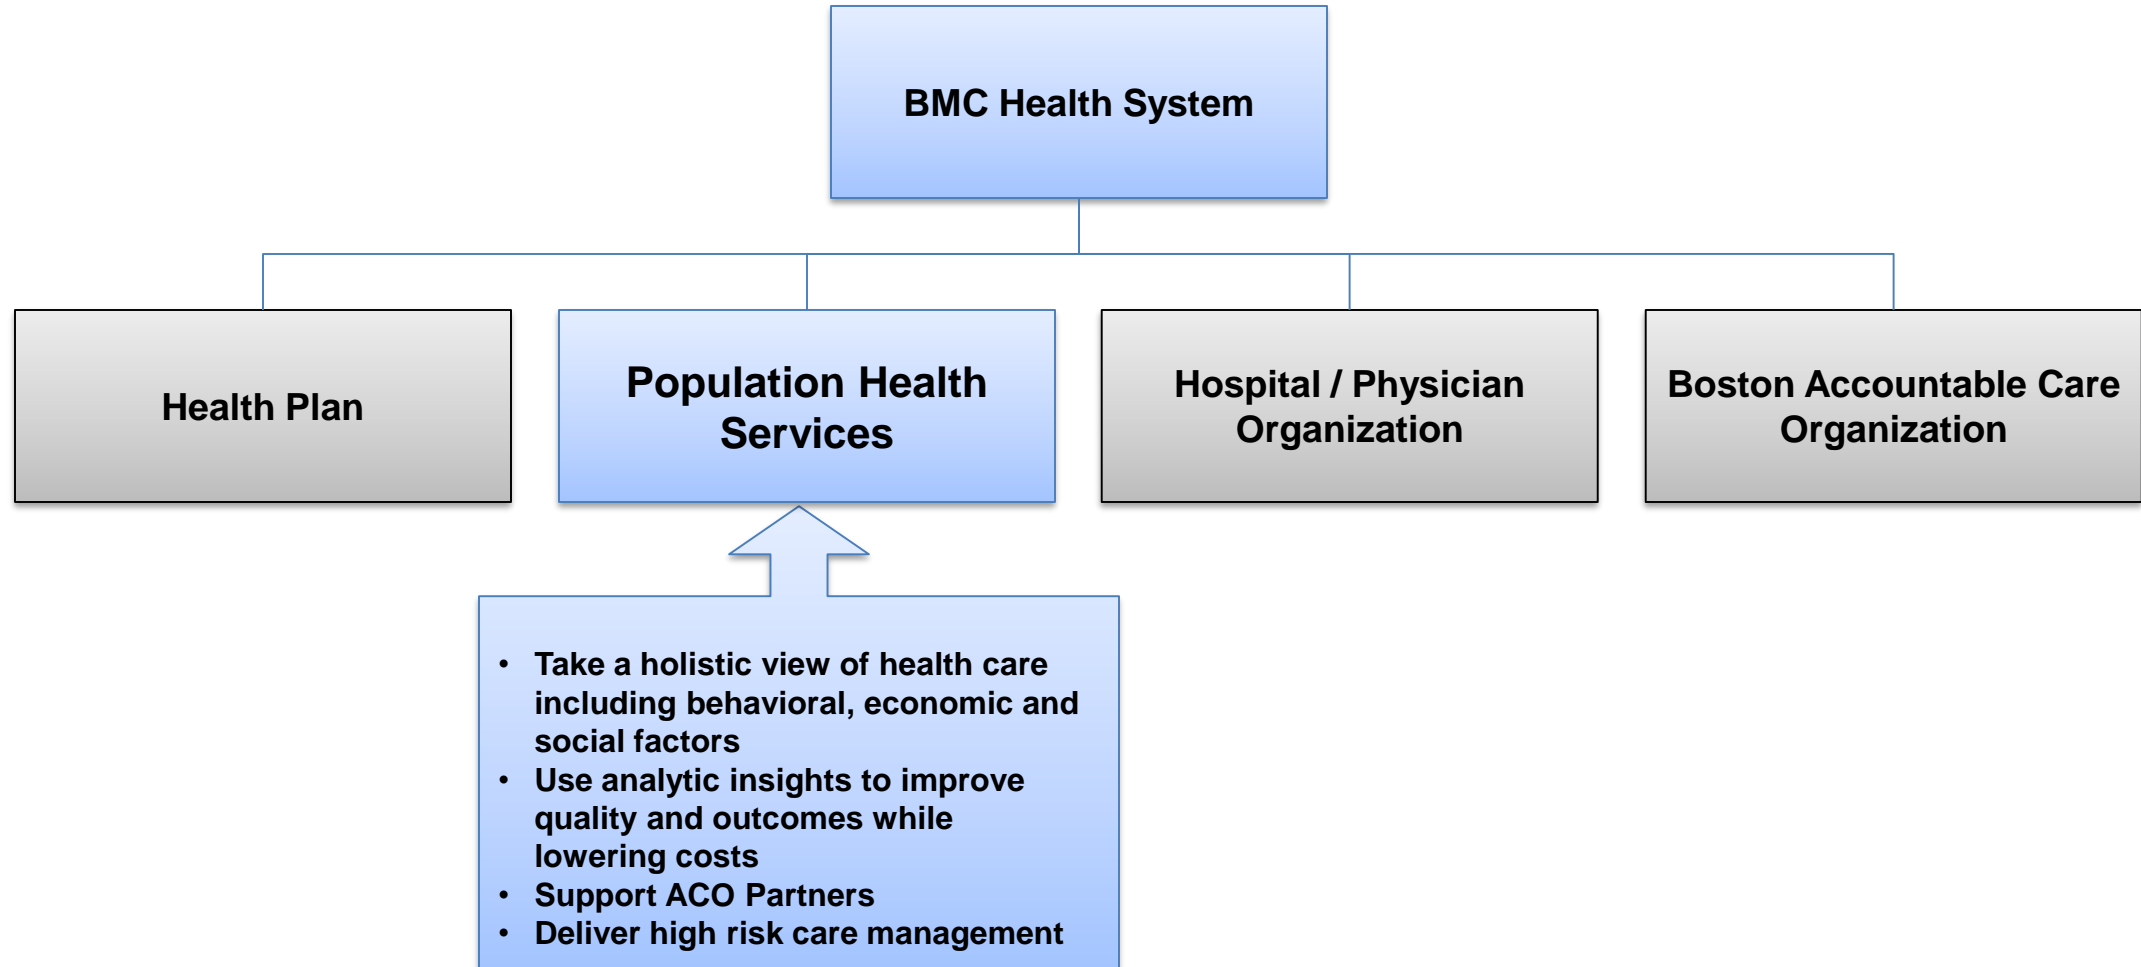 BMC Health System
Health Plan
Population Health
Services
Hospital / Physician
Organization
Boston Accountable Care
Organization
• Take a holistic view of health care
including behavioral, economic and
social factors
• Use analytic insights to improve
quality and outcomes while
lowering costs
• Support ACO Partners
• Deliver high risk care management